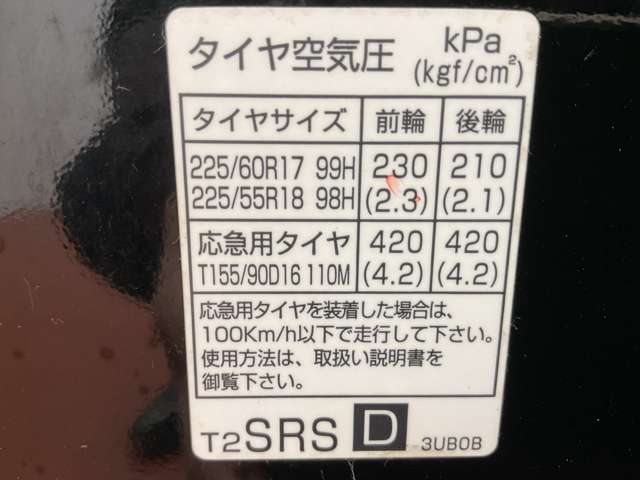 タイヤ空気圧 kPa
(kgf/cm²)
タイヤサイズ 前輪 後輪
225/60R17 99H 230 210
225/55R18 98H (2.3) (2.1)
応急用タイヤ 420 420
T155/90D16 110M (4.2) (4.2)
応急用タイヤを装着した場合は、
100Km/h以下で走行して下さい。
使用方法は、取扱い説明書を
御覧下さい。
T2SRS D 3UB0B